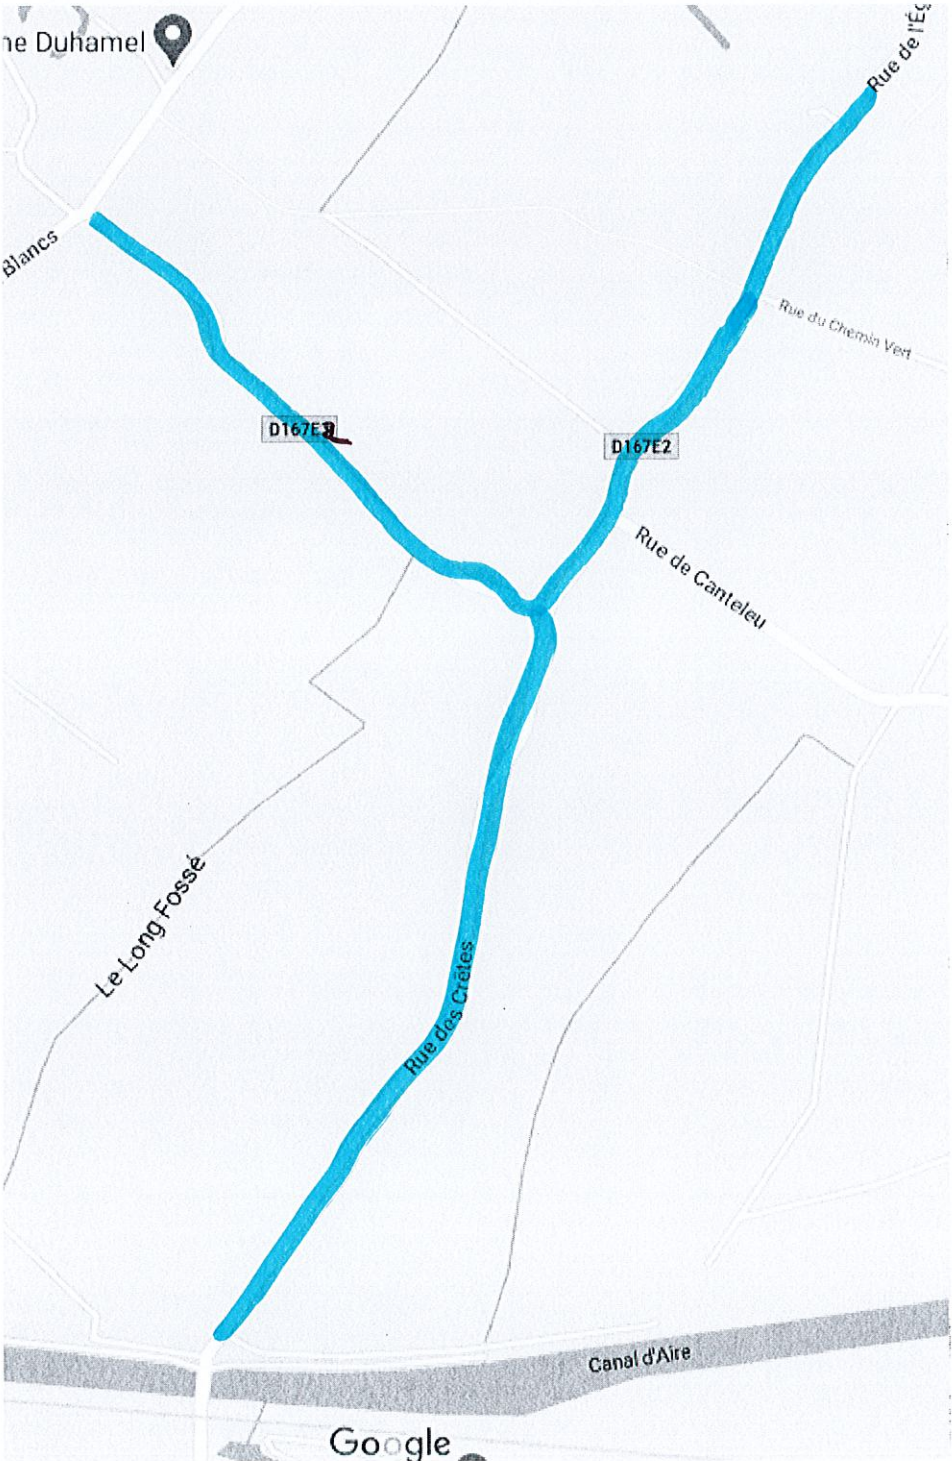 ne Duhamel
Rue de l'Ég
Blancs
Rue du Chemin Vert
D167E2
Rue de Canteleu
Le Long Fossé
Rue des Crêtes
Canal d'Aire
Google